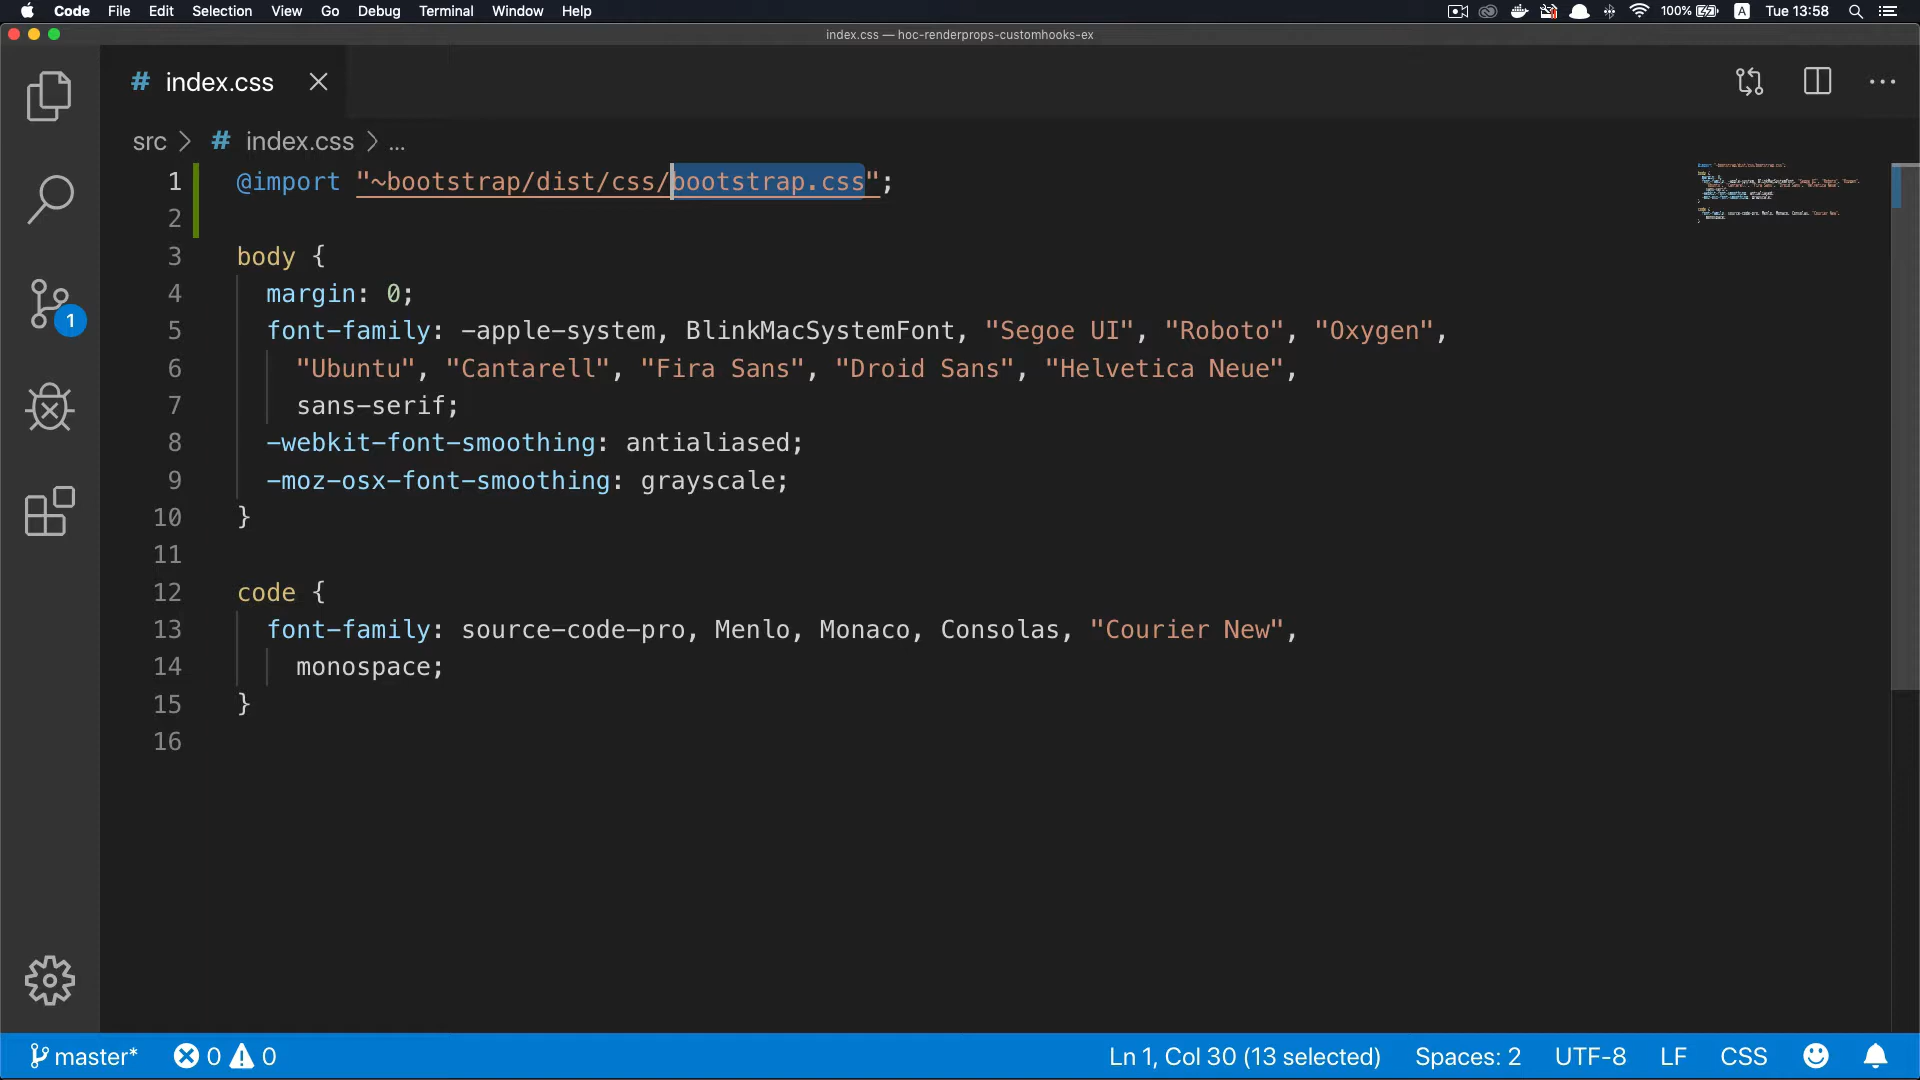 Code File Edit Selection View Go Debug Terminal Window Help 100% A Tue 13:58
index.css — hoc-renderprops-customhooks-ex
# index.css
src > # index.css > ...
1 @import "~bootstrap/dist/css/bootstrap.css";
2
3 body {
4 margin: 0;
5 font-family: -apple-system, BlinkMacSystemFont, "Segoe UI", "Roboto", "Oxygen",
6 "Ubuntu", "Cantarell", "Fira Sans", "Droid Sans", "Helvetica Neue",
7 sans-serif;
8 -webkit-font-smoothing: antialiased;
9 -moz-osx-font-smoothing: grayscale;
10 }
11
12 code {
13 font-family: source-code-pro, Menlo, Monaco, Consolas, "Courier New",
14 monospace;
15 }
16
1
master* 0 0 Ln 1, Col 30 (13 selected) Spaces: 2 UTF-8 LF CSS